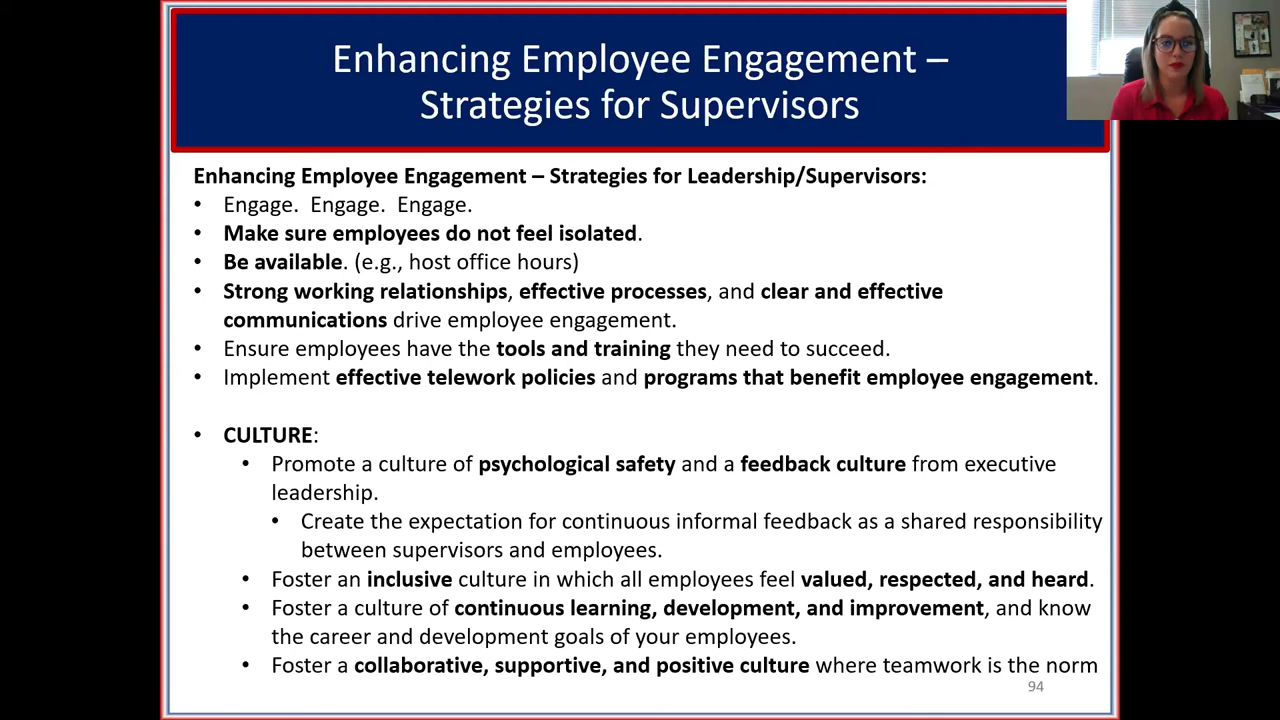 Enhancing Employee Engagement –
Strategies for Supervisors
Enhancing Employee Engagement – Strategies for Leadership/Supervisors:
• Engage.  Engage.  Engage.
• Make sure employees do not feel isolated.
• Be available. (e.g., host office hours)
• Strong working relationships, effective processes, and clear and effective
communications drive employee engagement.
• Ensure employees have the tools and training they need to succeed.
• Implement effective telework policies and programs that benefit employee engagement.
• CULTURE:
• Promote a culture of psychological safety and a feedback culture from executive
leadership.
• Create the expectation for continuous informal feedback as a shared responsibility
between supervisors and employees.
• Foster an inclusive culture in which all employees feel valued, respected, and heard.
• Foster a culture of continuous learning, development, and improvement, and know
the career and development goals of your employees.
• Foster a collaborative, supportive, and positive culture where teamwork is the norm
94